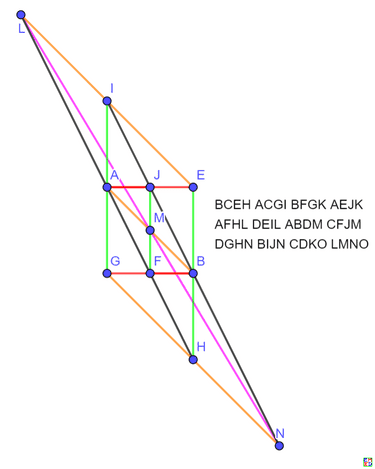 L
I
A J E
M
G F B
H
N
BCEH ACGI BFGK AEJK
AFHL DEIL ABDM CFJM
DGHN BIJN CDKO LMNO